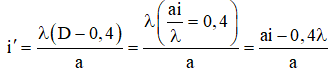 i′ = λ(D − 0,4) / a = λ(ai/λ = 0,4) / a = ai − 0,4λ / a